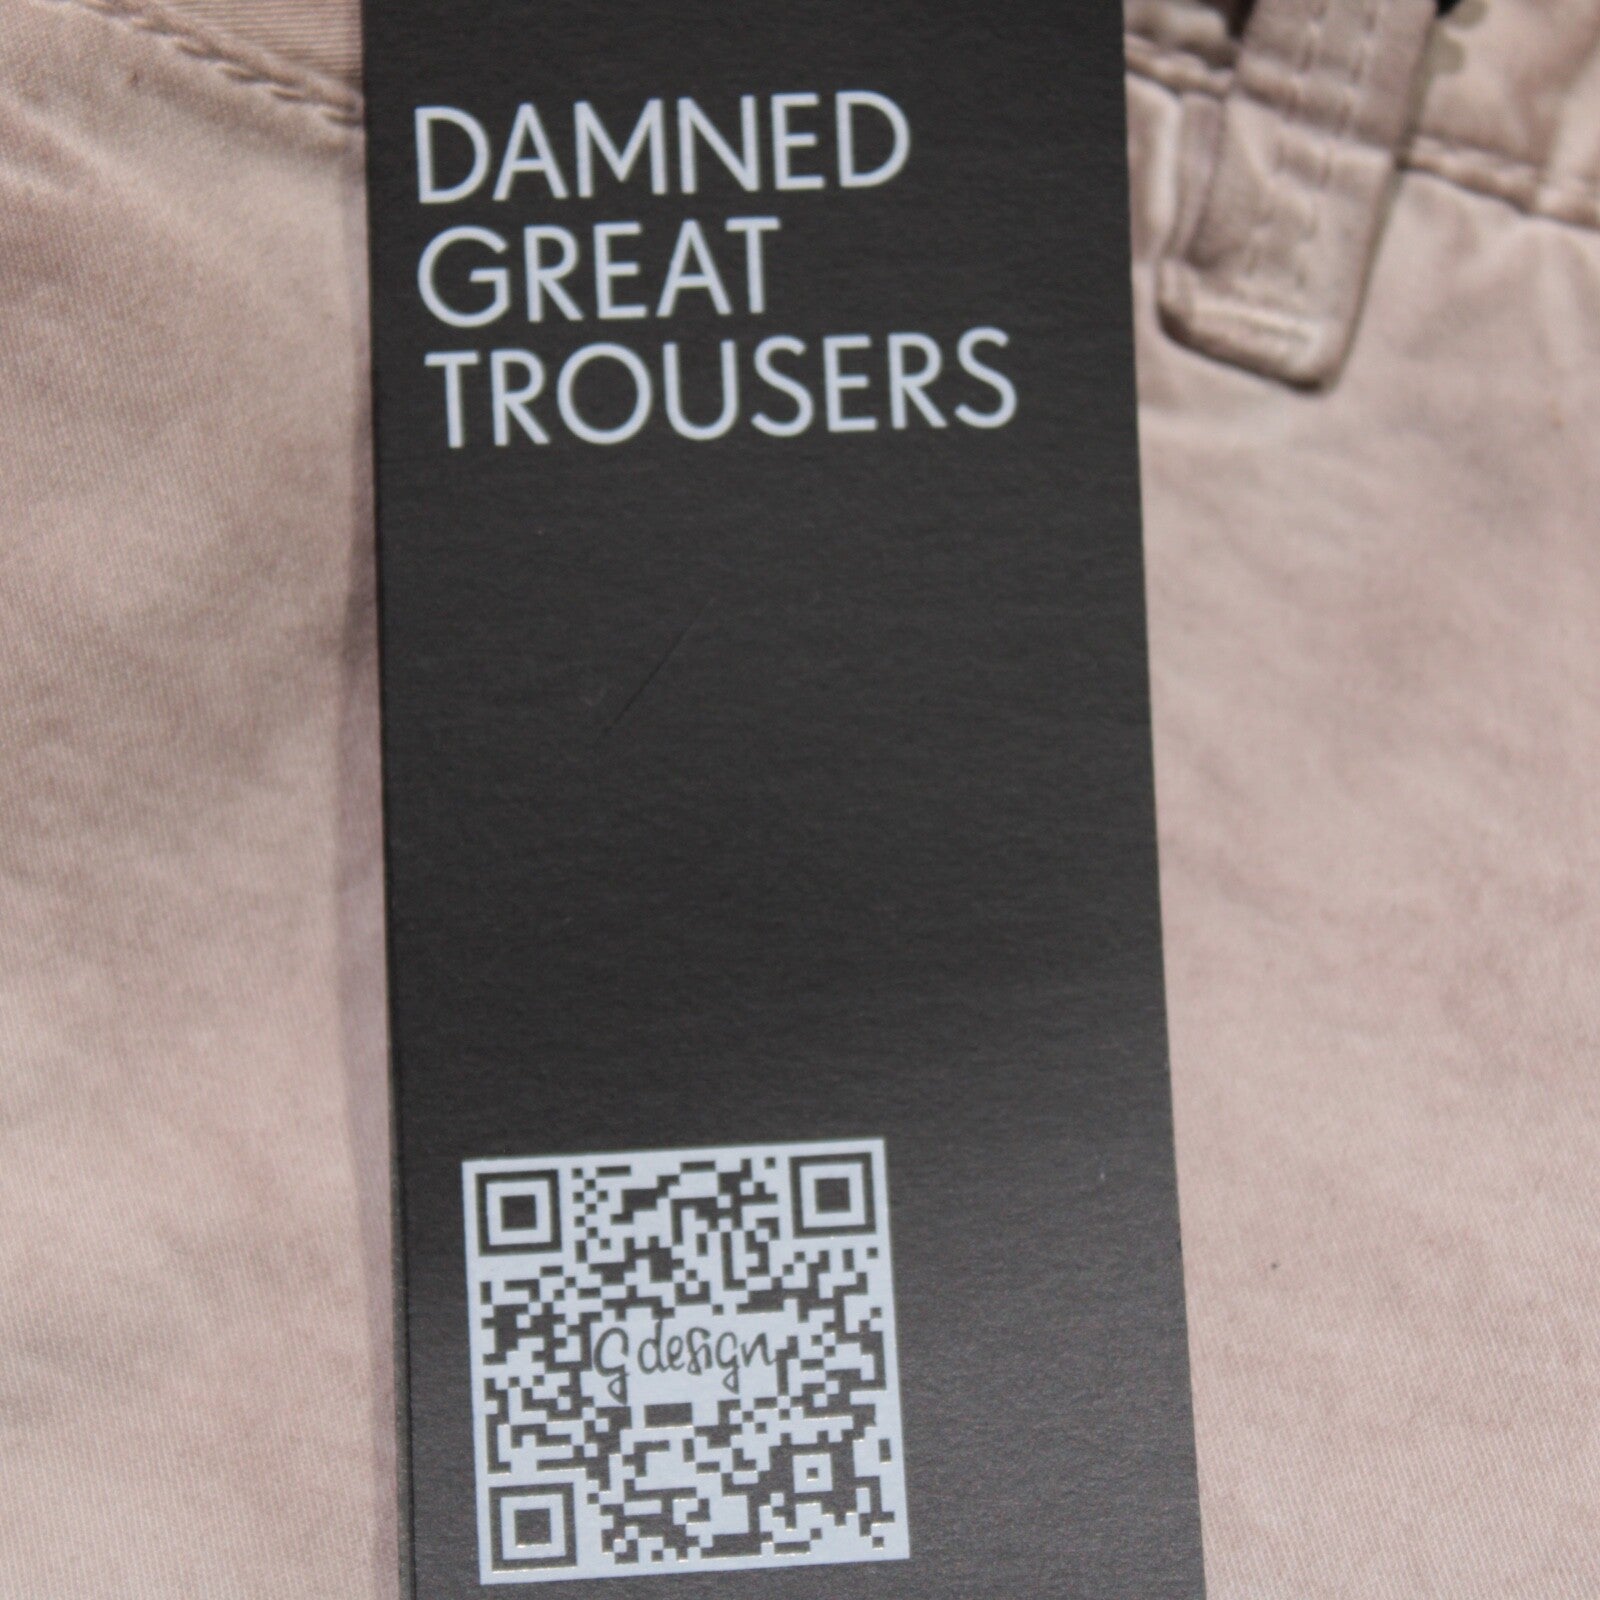 DAMNED
GREAT
TROUSERS
g design